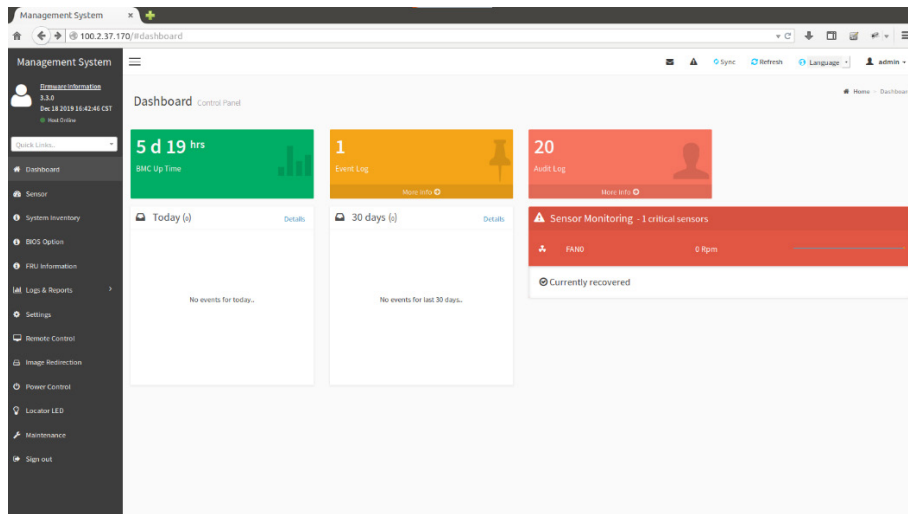 Management System
100.2.37.170/#dashboard
Management System
Sync
Refresh
Language
admin
Firmware Information
3.3.0
Dec 18 2019 16:42:46 CST
Host Online
Quick Links..
Dashboard
Sensor
System Inventory
BIOS Option
FRU Information
Logs & Reports
Settings
Remote Control
Image Redirection
Power Control
Locator LED
Maintenance
Sign out
Dashboard Control Panel
Home - Dashboar
5 d 19 hrs
BMC Up Time
1
Event Log
More info
20
Audit Log
More info
Today (0)
Details
No events for today..
30 days (0)
Details
No events for last 30 days..
Sensor Monitoring - 1 critical sensors
FAN0
0 Rpm
Currently recovered